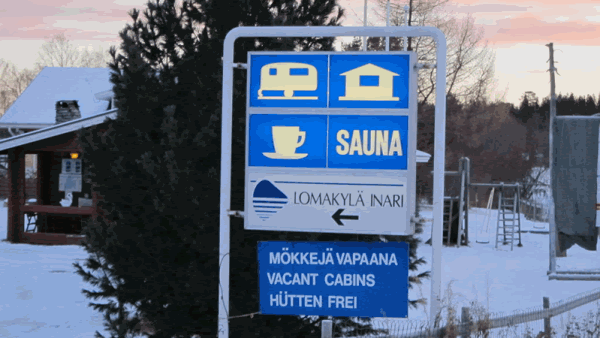 SAUNA
LOMAKYLÄ INARI
MÖKKEJÄ VAPAANA
VACANT CABINS
HÜTTEN FREI